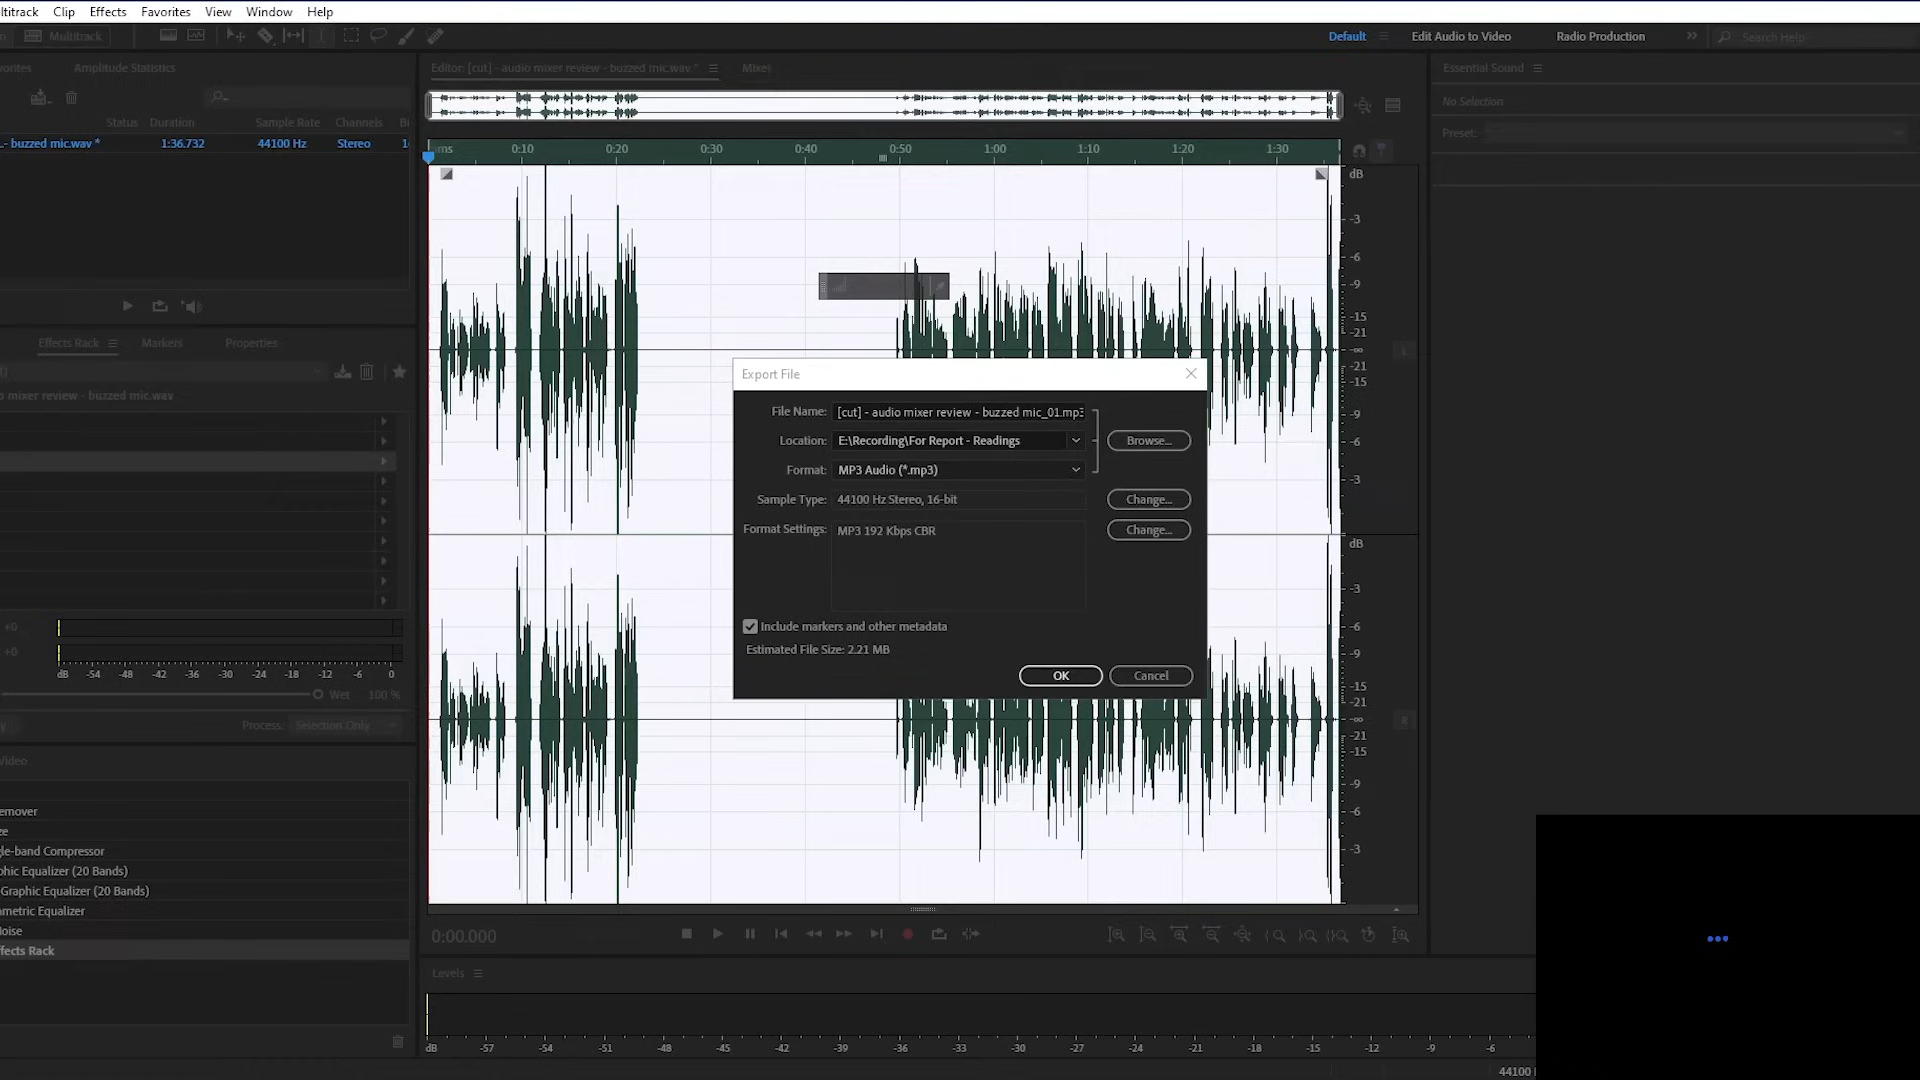 ltitrack Clip Effects Favorites View Window Help
Multitrack
Default
Edit Audio to Video
Radio Production
Search Help
vorites
Amplitude Statistics
Status Duration Sample Rate Channels Bi
.- buzzed mic.wav * 1:36.732 44100 Hz Stereo 1
Effects Rack
Markers
Properties
o mixer review - buzzed mic.wav
+0
+0
dB -54 -48 -42 -36 -30 -24 -18 -12 -6 0
Wet 100 %
Process: Selection Only
Video
emover
ze
gle-band Compressor
phic Equalizer (20 Bands)
Graphic Equalizer (20 Bands)
ametric Equalizer
Noise
ffects Rack
Editor: [cut] - audio mixer review - buzzed mic.wav *
Mixer
hms 0:10 0:20 0:30 0:40 0:50 1:00 1:10 1:20 1:30
dB
-3
-6
-9
-15
-21
-∞
-21
-15
-9
-6
-3
L
dB
-3
-6
-9
-15
-21
-∞
-21
-15
-9
-6
-3
R
Export File
File Name: [cut] - audio mixer review - buzzed mic_01.mp3
Location: E:\Recording\For Report - Readings
Browse...
Format: MP3 Audio (*.mp3)
Sample Type: 44100 Hz Stereo, 16-bit
Change...
Format Settings: MP3 192 Kbps CBR
Change...
Include markers and other metadata
Estimated File Size: 2.21 MB
OK
Cancel
0:00.000
Levels
dB -57 -54 -51 -48 -45 -42 -39 -36 -33 -30 -27 -24 -21 -18 -15 -12 -9 -6
44100
Essential Sound
No Selection
Preset: